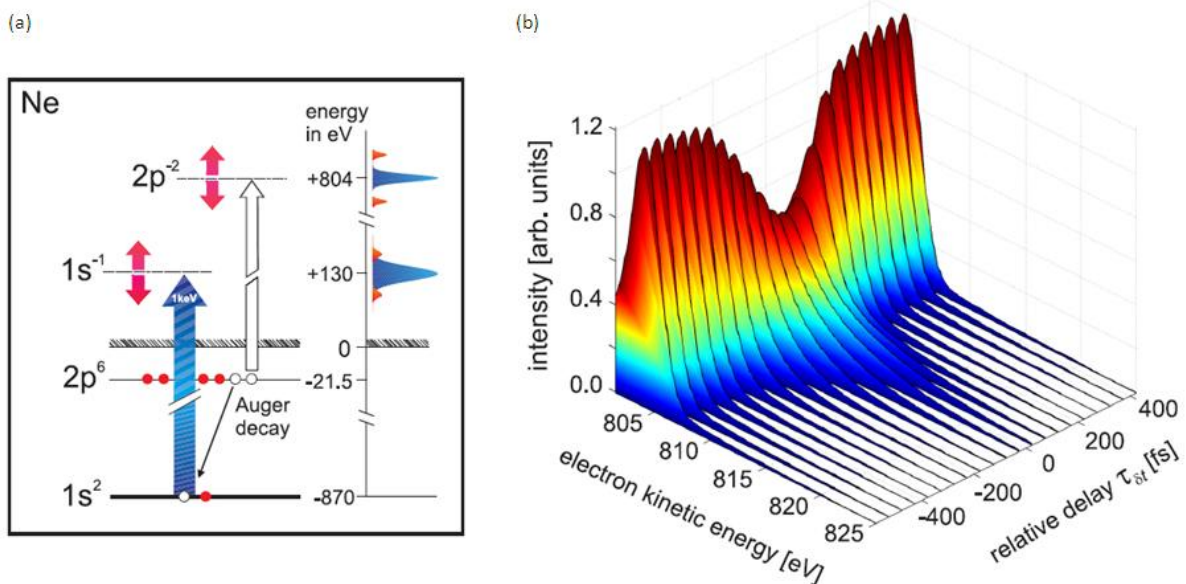 (a)
Ne
energy
in eV
2p⁻²
+804
1s⁻¹
1keV
+130
0
2p⁶
-21.5
Auger
decay
1s²
-870
(b)
intensity [arb. units]
1.2
0.8
0.4
0.0
805
810
815
820
825
electron kinetic energy [eV]
-400
-200
0
200
400
relative delay τδt [fs]